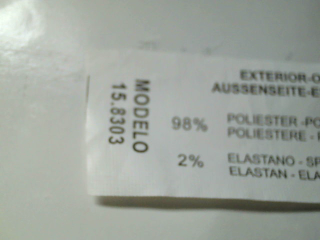 MODELO
15.8303
EXTERIOR-
AUSSENSEITE-
98% POLIESTER -
POLIESTERE -
2% ELASTANO -
ELASTAN -